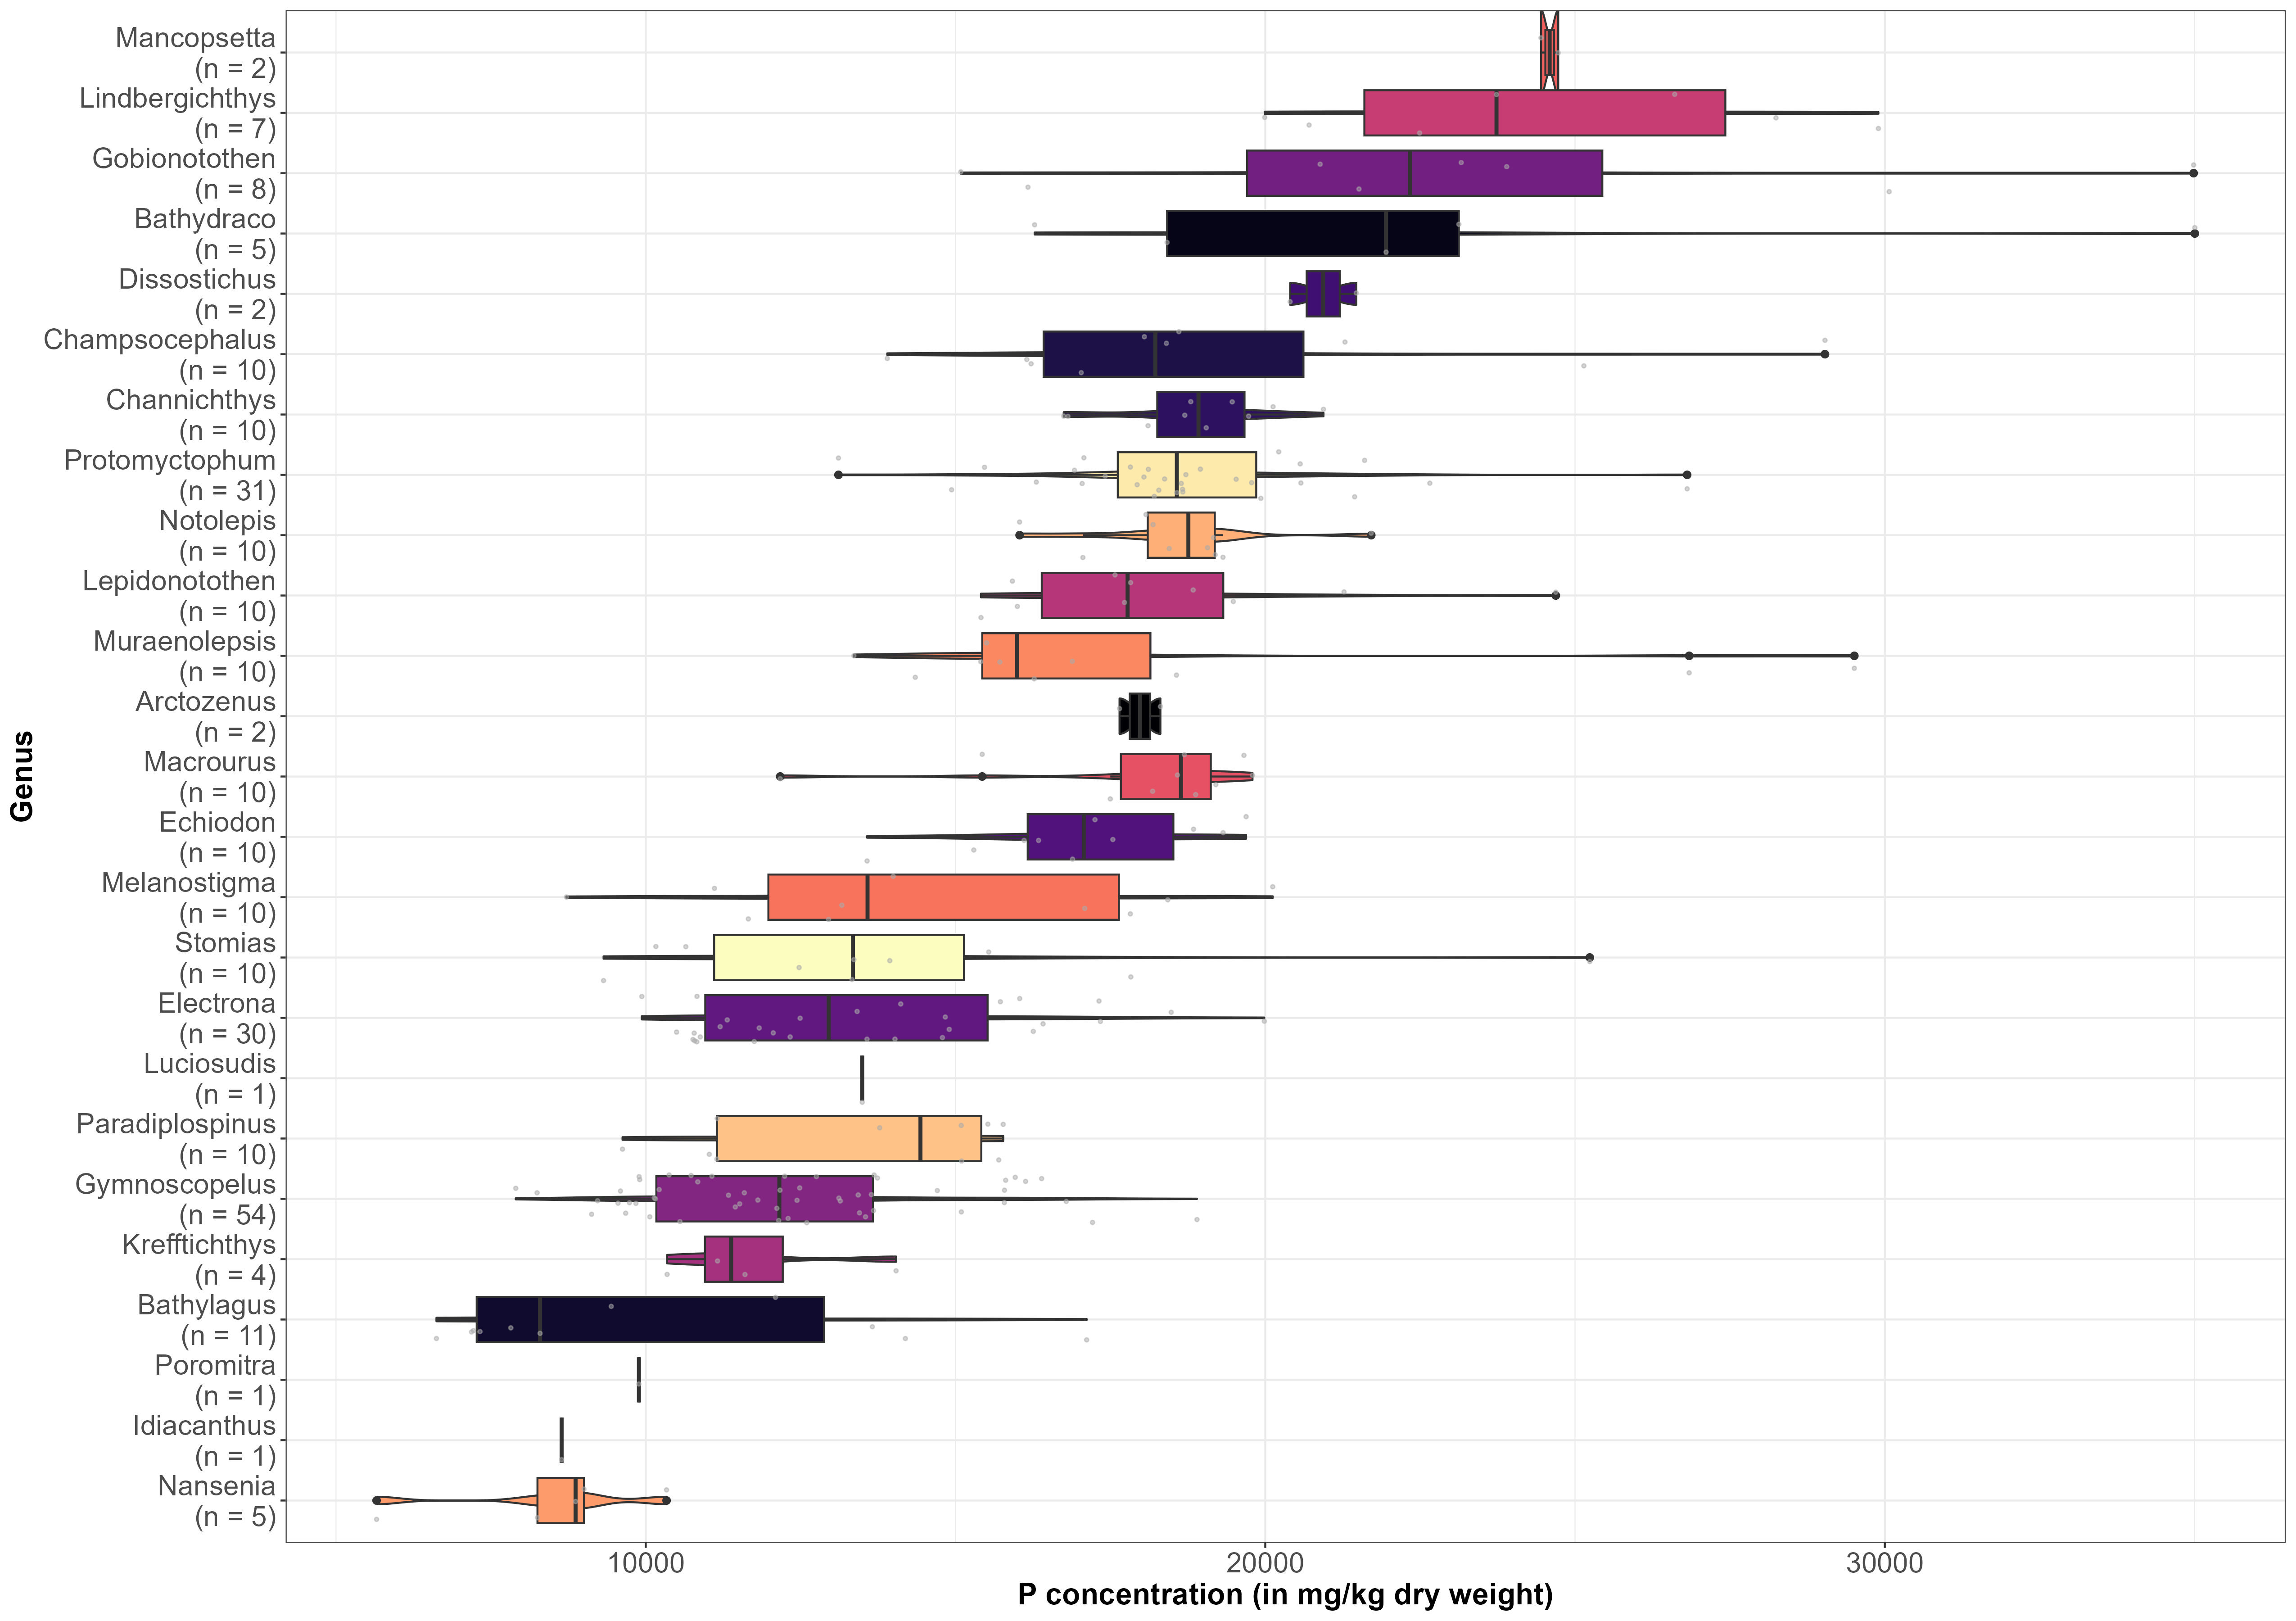 Mancopsetta
(n = 2)
Lindbergichthys
(n = 7)
Gobionotothen
(n = 8)
Bathydraco
(n = 5)
Dissostichus
(n = 2)
Champsocephalus
(n = 10)
Channichthys
(n = 10)
Protomyctophum
(n = 31)
Notolepis
(n = 10)
Lepidonotothen
(n = 10)
Muraenolepsis
(n = 10)
Arctozenus
(n = 2)
Macrourus
(n = 10)
Echiodon
(n = 10)
Melanostigma
(n = 10)
Stomias
(n = 10)
Electrona
(n = 30)
Luciosudis
(n = 1)
Paradiplospinus
(n = 10)
Gymnoscopelus
(n = 54)
Krefftichthys
(n = 4)
Bathylagus
(n = 11)
Poromitra
(n = 1)
Idiacanthus
(n = 1)
Nansenia
(n = 5)
Genus
10000 20000 30000
P concentration (in mg/kg dry weight)